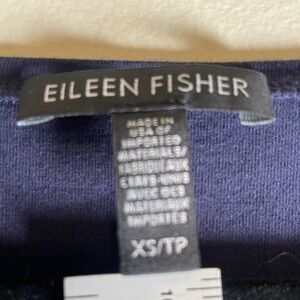 EILEEN FISHER
MADE IN
USA OF
IMPORTED
MATERIALS/
FABRIQUE AUX
ETATS UNIS
AVEC DES
MATERIAUX
IMPORTES
XS/TP